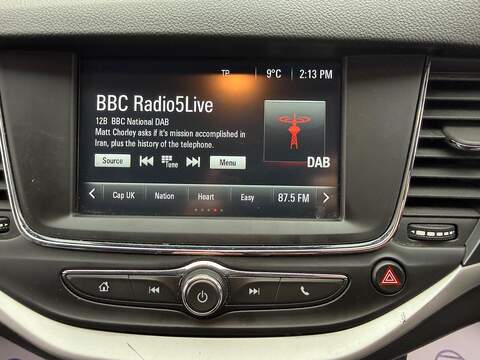 TP 9°C 2:13 PM
BBC Radio5Live
12B BBC National DAB
Matt Chorley asks if it's mission accomplished in
Iran, plus the history of the telephone.
DAB
Source Tune Menu
Cap UK Nation Heart Easy 87.5 FM